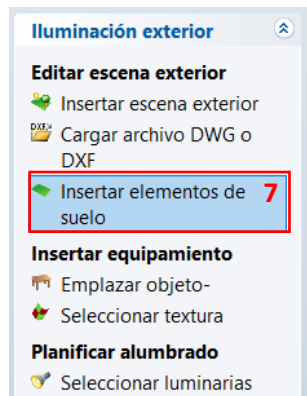 Iluminación exterior
Editar escena exterior
Insertar escena exterior
DXF
Cargar archivo DWG o
DXF
Insertar elementos de 7
suelo
Insertar equipamiento
Emplazar objeto-
Seleccionar textura
Planificar alumbrado
Seleccionar luminarias